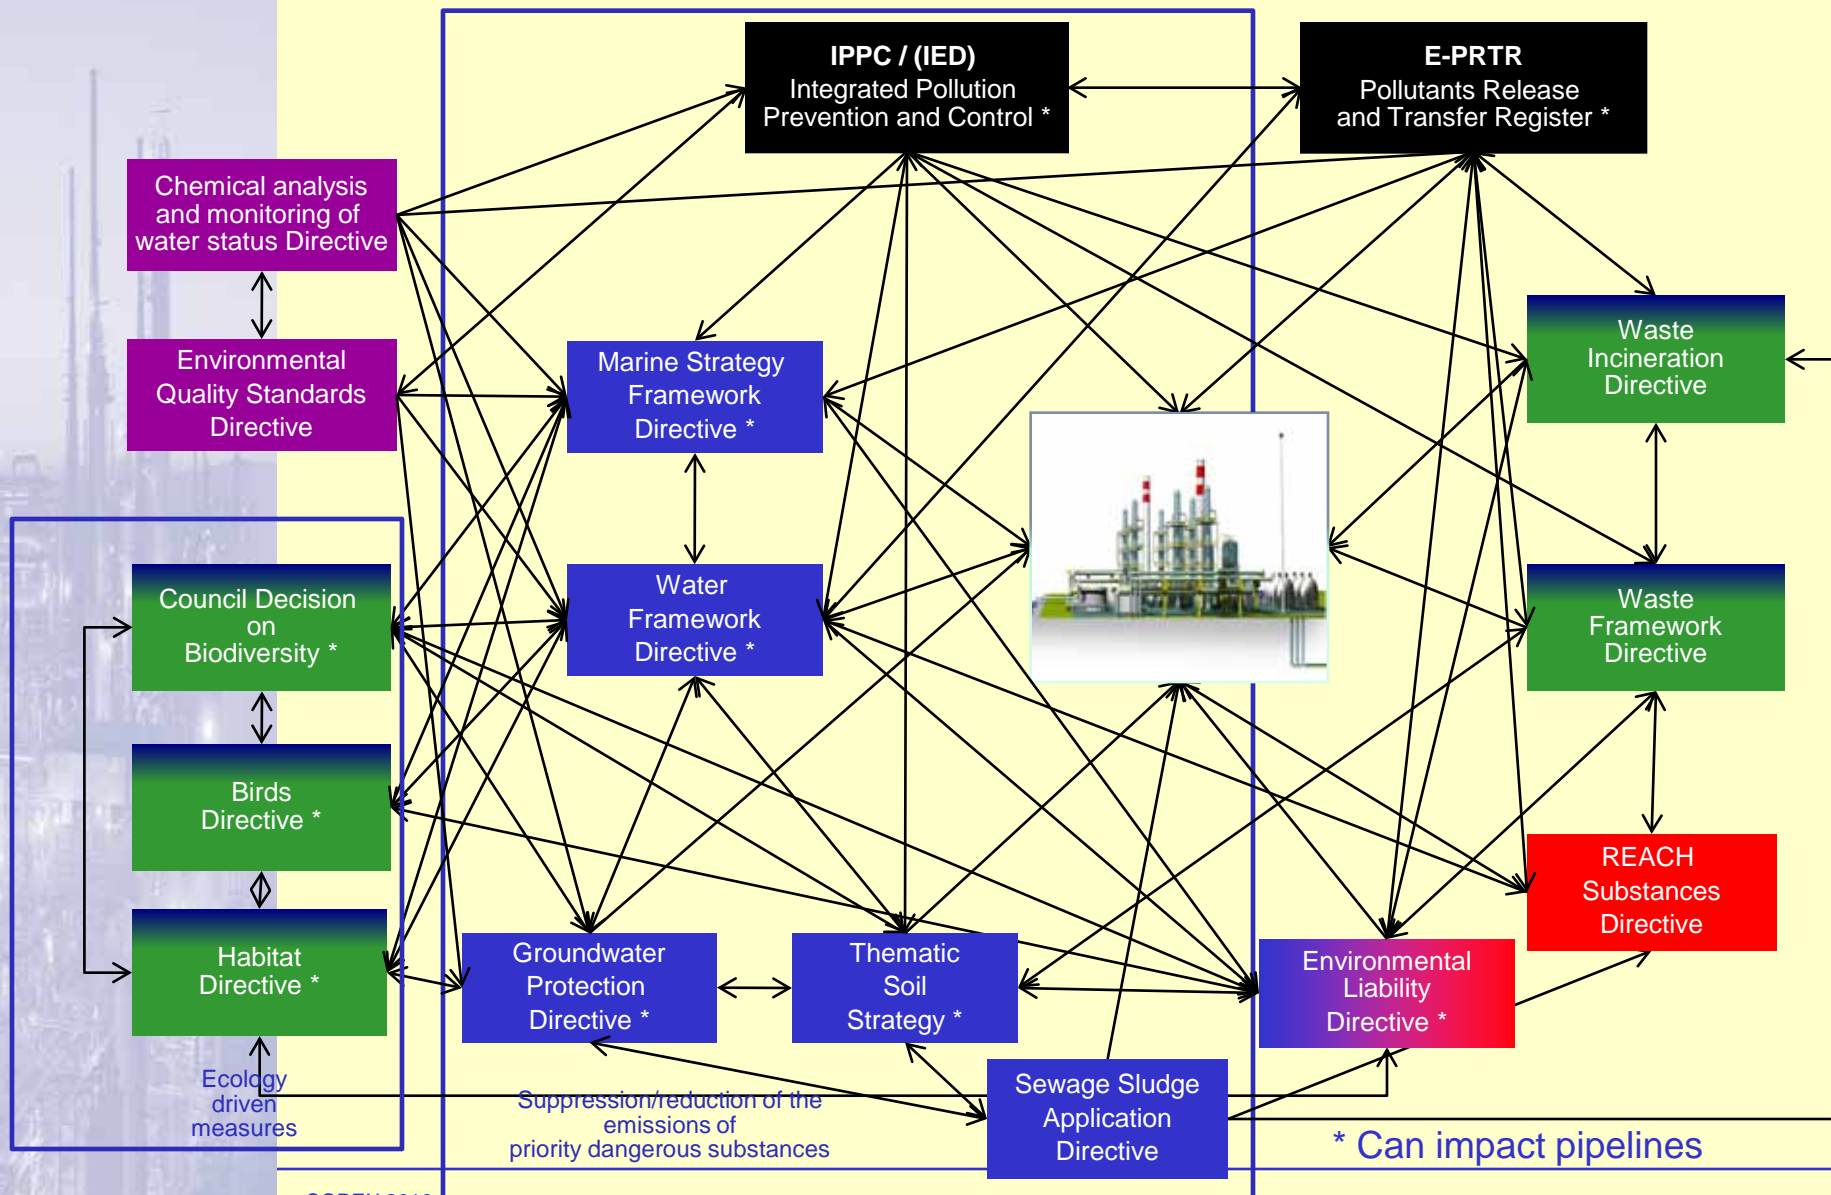 IPPC / (IED)
Integrated Pollution
Prevention and Control *
E-PRTR
Pollutants Release
and Transfer Register *
Chemical analysis
and monitoring of
water status Directive
Environmental
Quality Standards
Directive
Marine Strategy
Framework
Directive *
Waste
Incineration
Directive
Council Decision
on
Biodiversity *
Water
Framework
Directive *
Waste
Framework
Directive
Birds
Directive *
REACH
Substances
Directive
Habitat
Directive *
Groundwater
Protection
Directive *
Thematic
Soil
Strategy *
Environmental
Liability
Directive *
Ecology
driven
measures
Suppression/reduction of the
emissions of
priority dangerous substances
Sewage Sludge
Application
Directive
* Can impact pipelines